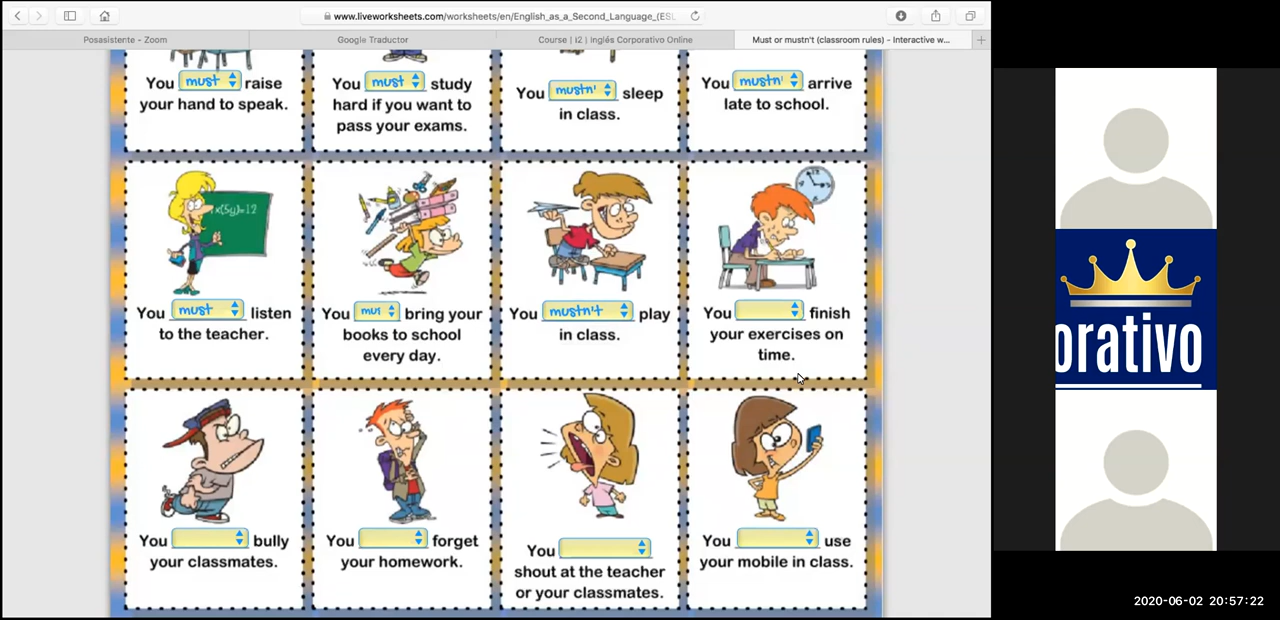 www.liveworksheets.com/worksheets/en/English_as_a_Second_Language_(ESL
Posasistente - Zoom
Google Traductor
Course | I2 | Inglés Corporativo Online
Must or mustn't (classroom rules) - Interactive w...
You must raise
your hand to speak.
You must study
hard if you want to
pass your exams.
You mustn' sleep
in class.
You mustn' arrive
late to school.
x(5y)=12
You must listen
to the teacher.
You mus bring your
books to school
every day.
You mustn't play
in class.
You finish
your exercises on
time.
You bully
your classmates.
You forget
your homework.
You
shout at the teacher
or your classmates.
You use
your mobile in class.
orativo
2020-06-02 20:57:22